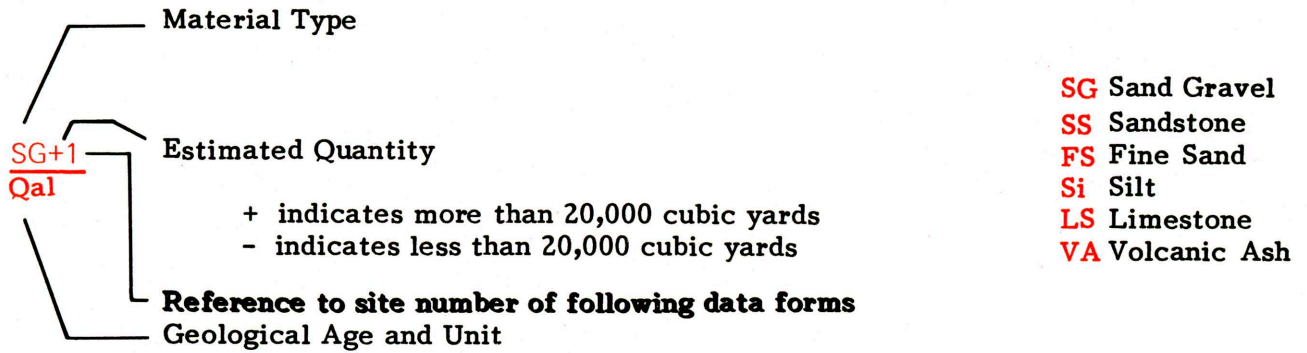 Material Type
SG+1
Qal
Estimated Quantity
+ indicates more than 20,000 cubic yards
- indicates less than 20,000 cubic yards
Reference to site number of following data forms
Geological Age and Unit
SG Sand Gravel
SS Sandstone
FS Fine Sand
Si Silt
LS Limestone
VA Volcanic Ash